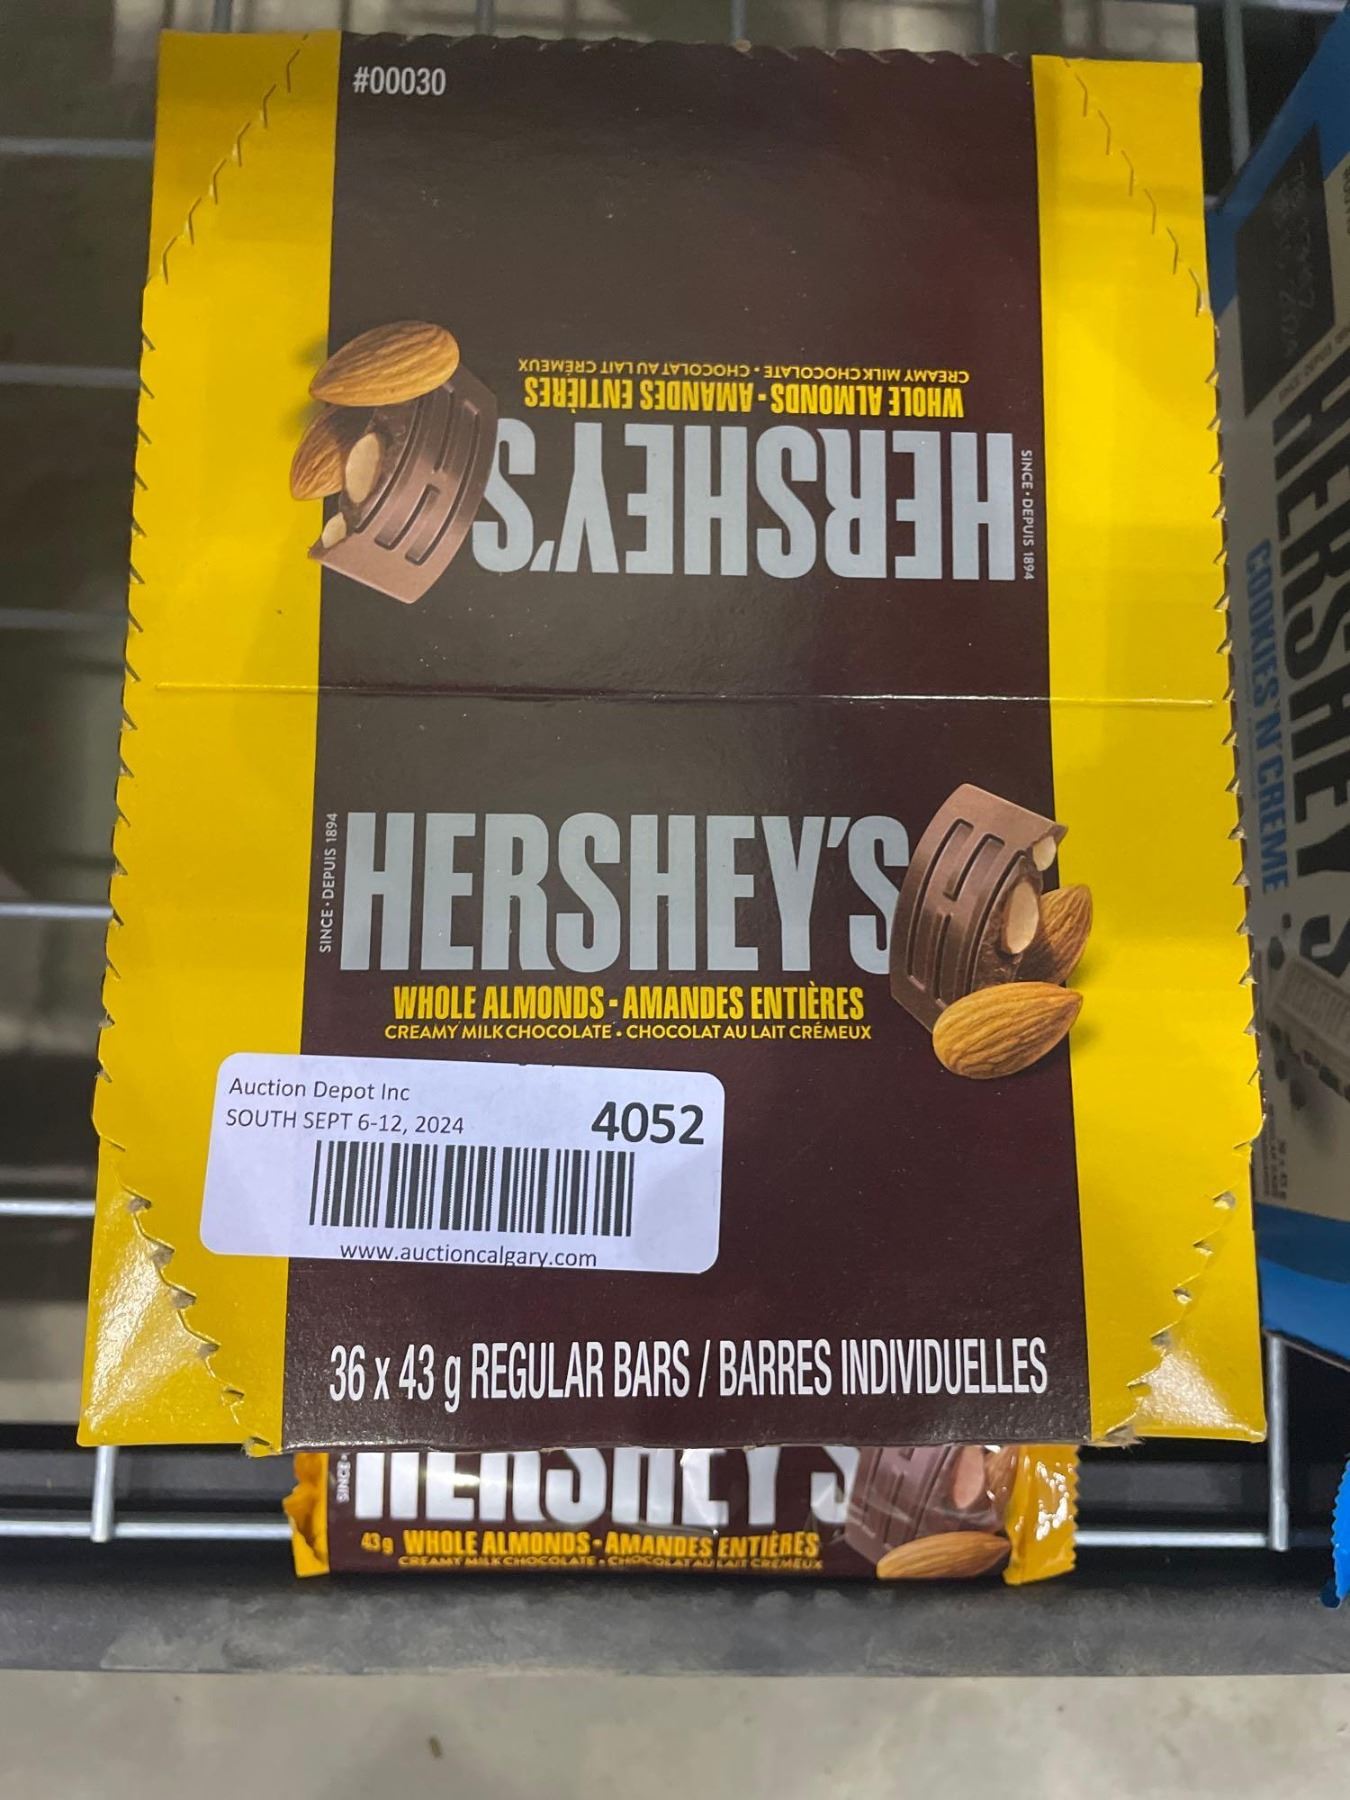 #00030
CREAMY MILK CHOCOLATE • CHOCOLAT AU LAIT CRÉMEUX
WHOLE ALMONDS - AMANDES ENTIÈRES
HERSHEY'S
SINCE • DEPUIS 1894
SINCE • DEPUIS 1894
HERSHEY'S
WHOLE ALMONDS - AMANDES ENTIÈRES
CREAMY MILK CHOCOLATE • CHOCOLAT AU LAIT CRÉMEUX
Auction Depot Inc
SOUTH SEPT 6-12, 2024
4052
www.auctioncalgary.com
36 x 43 g REGULAR BARS / BARRES INDIVIDUELLES
SINCE •
HERSHEY'S
43 g WHOLE ALMONDS - AMANDES ENTIÈRES
CREAMY MILK CHOCOLATE • CHOCOLAT AU LAIT CRÉMEUX
HERSHEY'S
COOKIES 'N' CREME